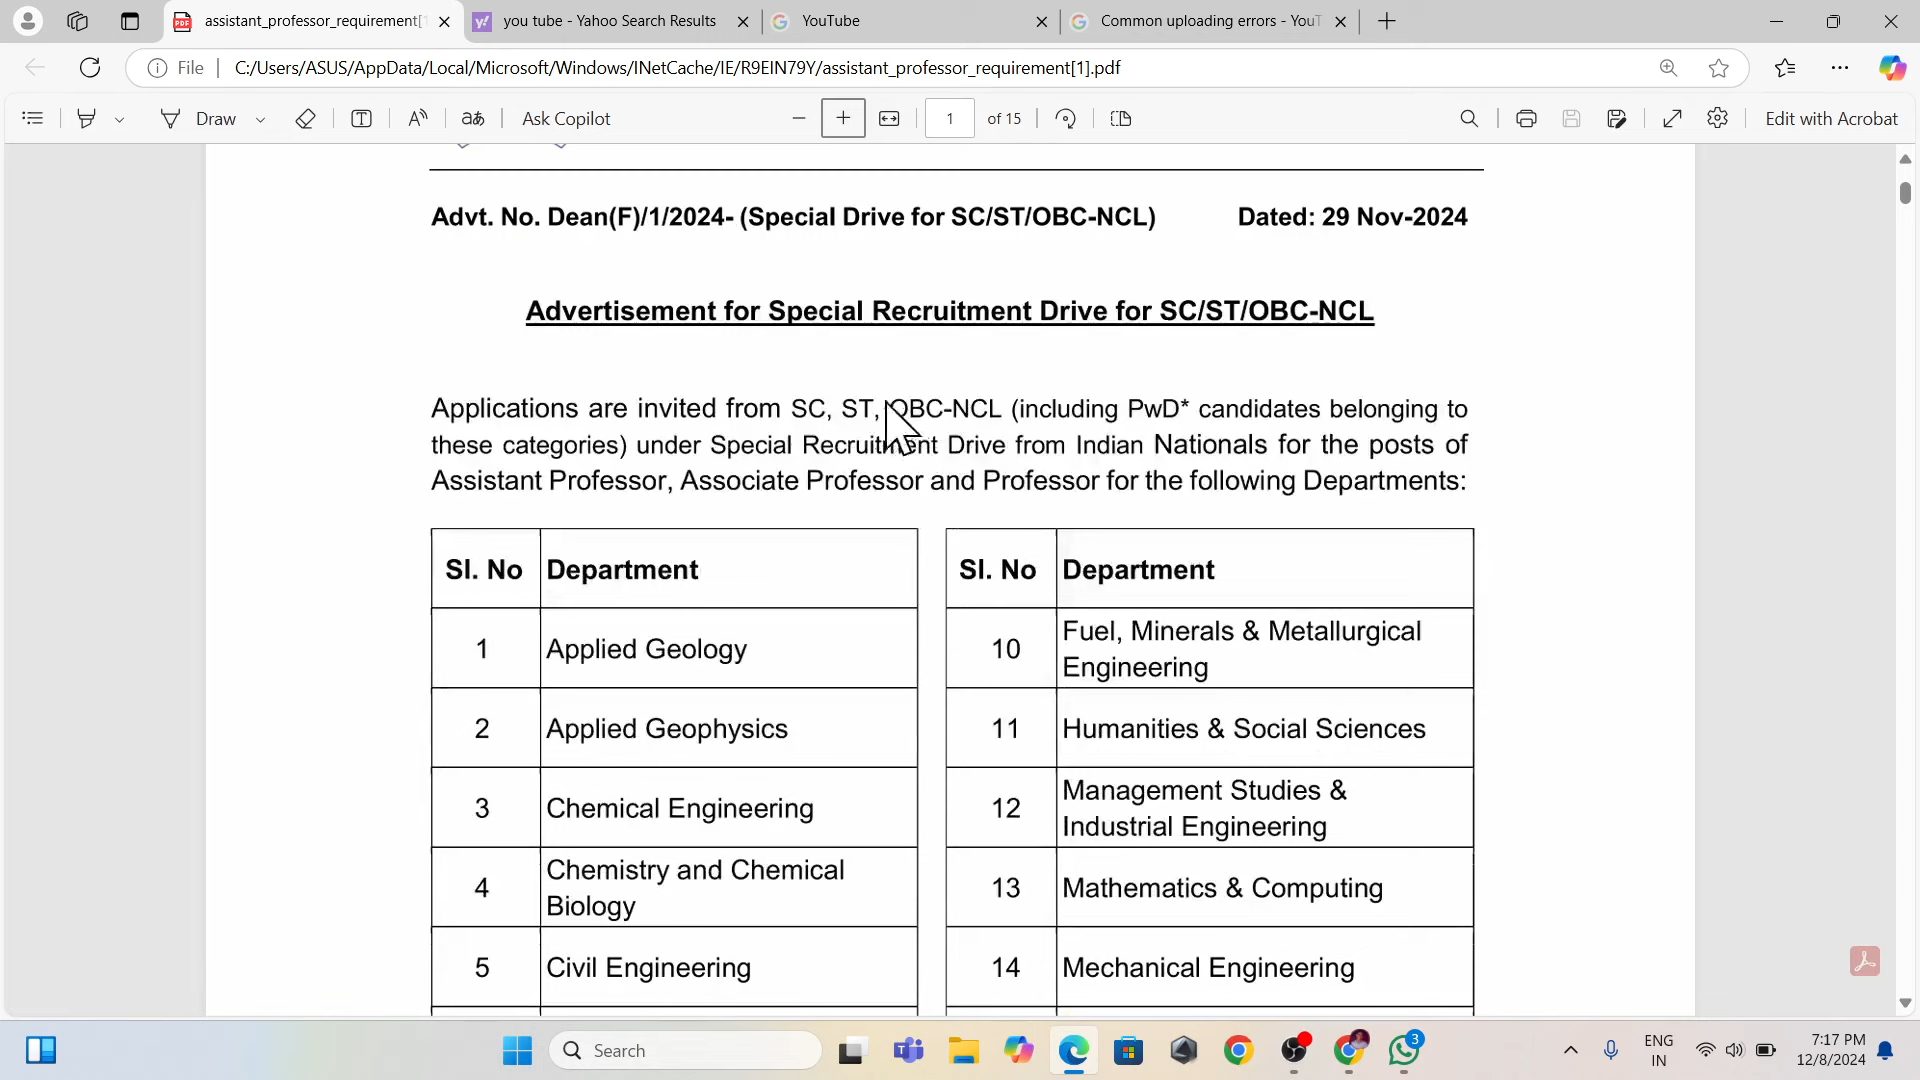 assistant_professor_requirement[
you tube - Yahoo Search Results
YouTube
Common uploading errors - YouT
File
C:/Users/ASUS/AppData/Local/Microsoft/Windows/INetCache/IE/R9EIN79Y/assistant_professor_requirement[1].pdf
Draw
Ask Copilot
1 of 15
Edit with Acrobat
Advt. No. Dean(F)/1/2024- (Special Drive for SC/ST/OBC-NCL) Dated: 29 Nov-2024
Advertisement for Special Recruitment Drive for SC/ST/OBC-NCL
Applications are invited from SC, ST, OBC-NCL (including PwD* candidates belonging to
these categories) under Special Recruitment Drive from Indian Nationals for the posts of
Assistant Professor, Associate Professor and Professor for the following Departments:
Sl. No Department Sl. No Department
1 Applied Geology
10 Fuel, Minerals & Metallurgical
Engineering
2 Applied Geophysics
11 Humanities & Social Sciences
3 Chemical Engineering
12 Management Studies &
Industrial Engineering
4 Chemistry and Chemical
Biology
13 Mathematics & Computing
5 Civil Engineering
14 Mechanical Engineering
Search
3
ENG
IN
7:17 PM
12/8/2024